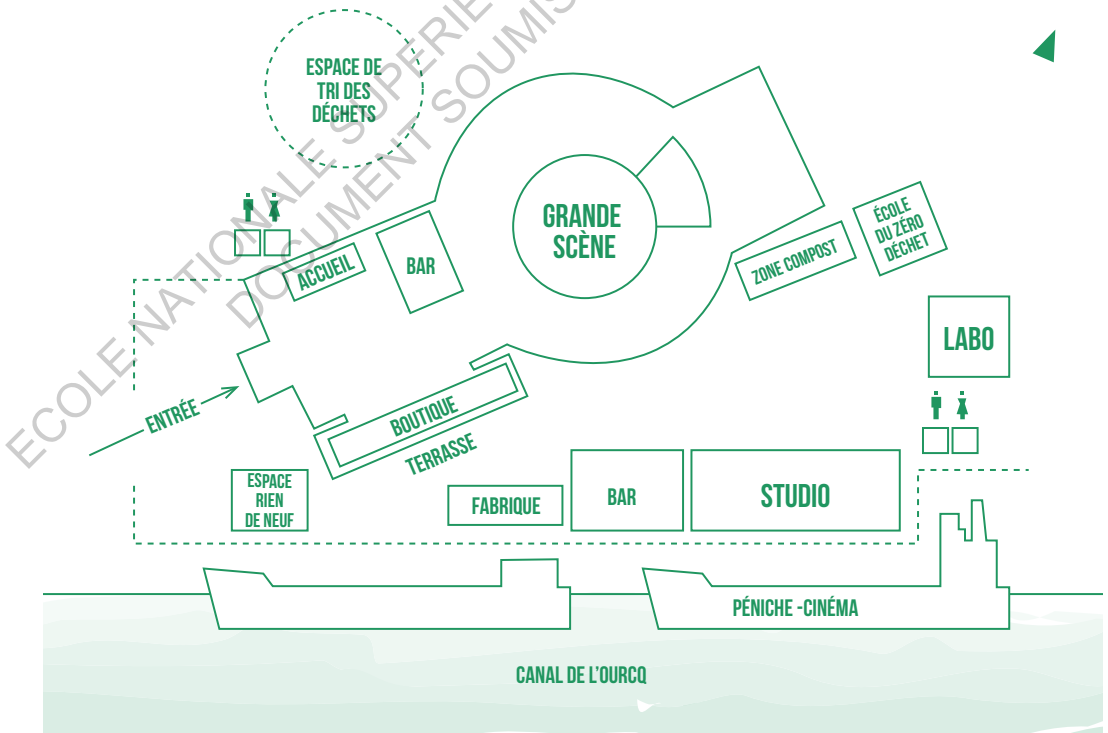 ESPACE DE
TRI DES
DÉCHETS
ECOLE NATIONALE SUPERIE
DOCUMENT SOUMIS
GRANDE
SCÈNE
ÉCOLE
DU ZÉRO
DÉCHET
ZONE COMPOST
ACCUEIL
BAR
LABO
ENTRÉE
BOUTIQUE
TERRASSE
ESPACE
RIEN
DE NEUF
FABRIQUE
BAR
STUDIO
PÉNICHE -CINÉMA
CANAL DE L'OURCQ